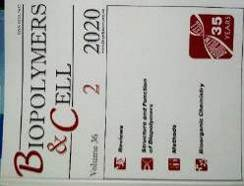 BIOPOLYMERS
& CELL
Volume 36
2
2020
35
YEARS
Reviews
Structure and Function
of Biopolymers
Methods
Bioorganic Chemistry